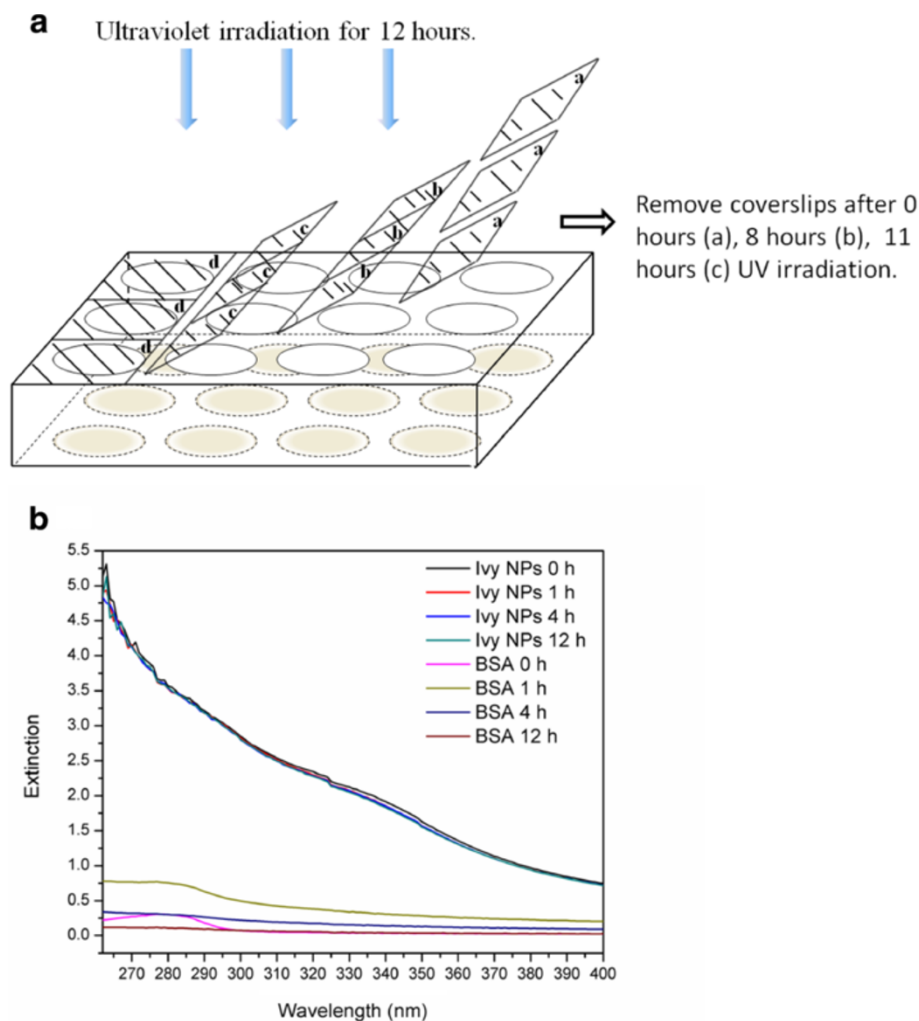 a
Ultraviolet irradiation for 12 hours.
a
a
a
b
b
b
c
c
c
d
d
d
Remove coverslips after 0
hours (a), 8 hours (b), 11
hours (c) UV irradiation.
b
5.5
5.0
4.5
4.0
3.5
3.0
2.5
2.0
1.5
1.0
0.5
0.0
Extinction
Ivy NPs 0 h
Ivy NPs 1 h
Ivy NPs 4 h
Ivy NPs 12 h
BSA 0 h
BSA 1 h
BSA 4 h
BSA 12 h
270 280 290 300 310 320 330 340 350 360 370 380 390 400
Wavelength (nm)